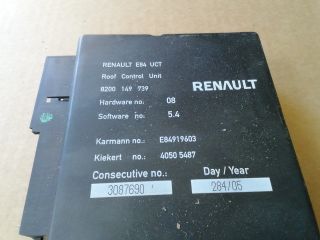 RENAULT E84 UCT
Roof Control Unit
8200 149 739
RENAULT
Hardware no.: 08
Software no.: 5.4
Karmann no.: E84919603
Kiekert no.: 4050 5487
Consecutive no.: Day / Year
3087690 284/05